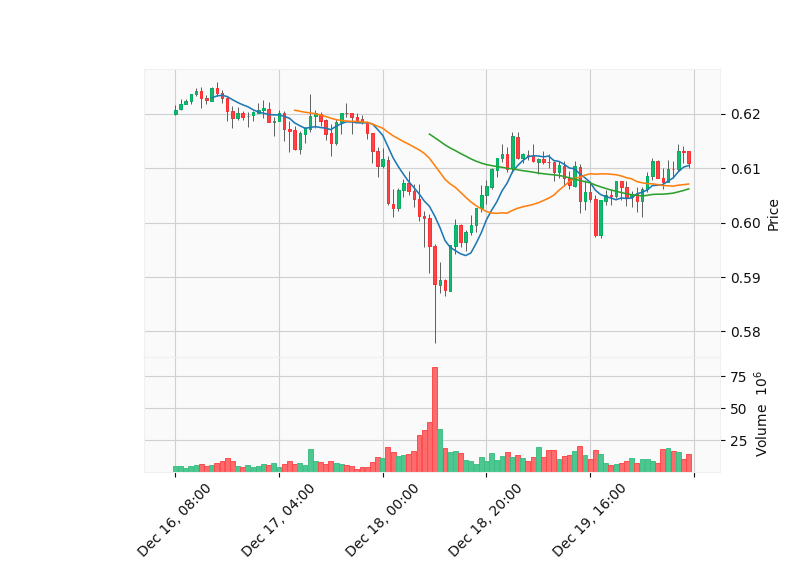 0.62
0.61
0.60
0.59
0.58
Price
75
50
25
Volume 10^6
Dec 16, 08:00
Dec 17, 04:00
Dec 18, 00:00
Dec 18, 20:00
Dec 19, 16:00